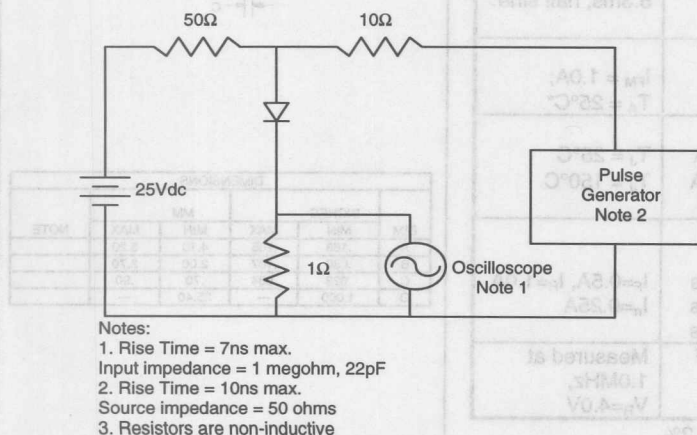 50Ω
10Ω
25Vdc
Pulse
Generator
Note 2
1Ω
Oscilloscope
Note 1
Notes:
1. Rise Time = 7ns max.
Input impedance = 1 megohm, 22pF
2. Rise Time = 10ns max.
Source impedance = 50 ohms
3. Resistors are non-inductive